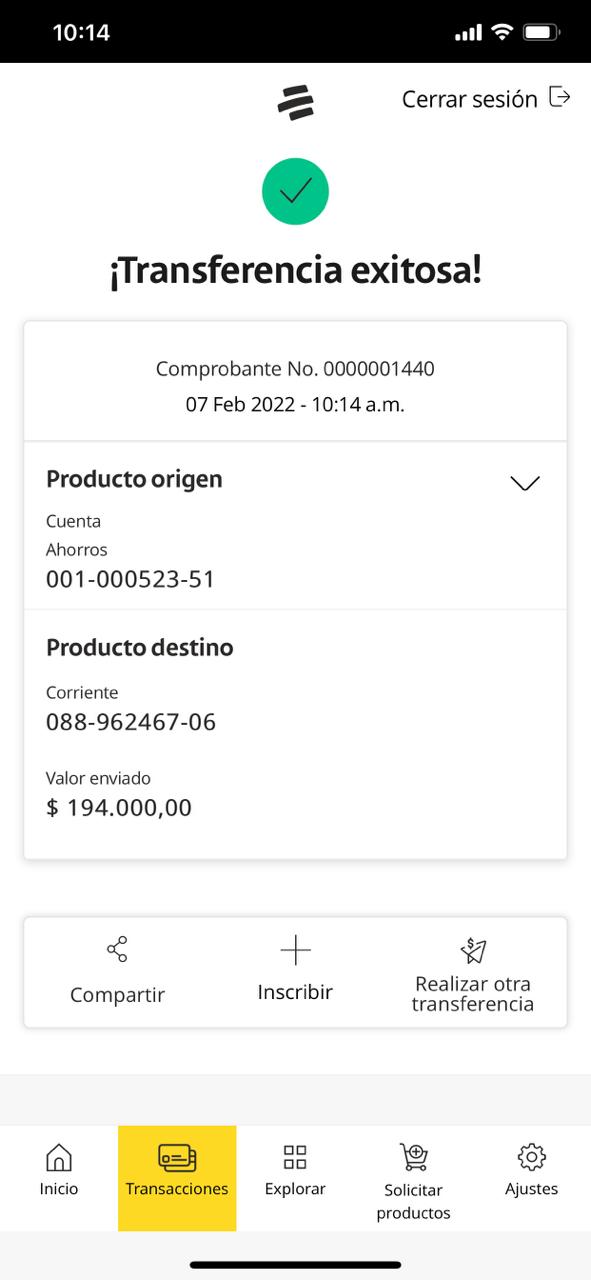 10:14
Cerrar sesión
¡Transferencia exitosa!
Comprobante No. 0000001440
07 Feb 2022 - 10:14 a.m.
Producto origen
Cuenta
Ahorros
001-000523-51
Producto destino
Corriente
088-962467-06
Valor enviado
$ 194.000,00
Compartir
Inscribir
Realizar otra
transferencia
Inicio
Transacciones
Explorar
Solicitar
productos
Ajustes